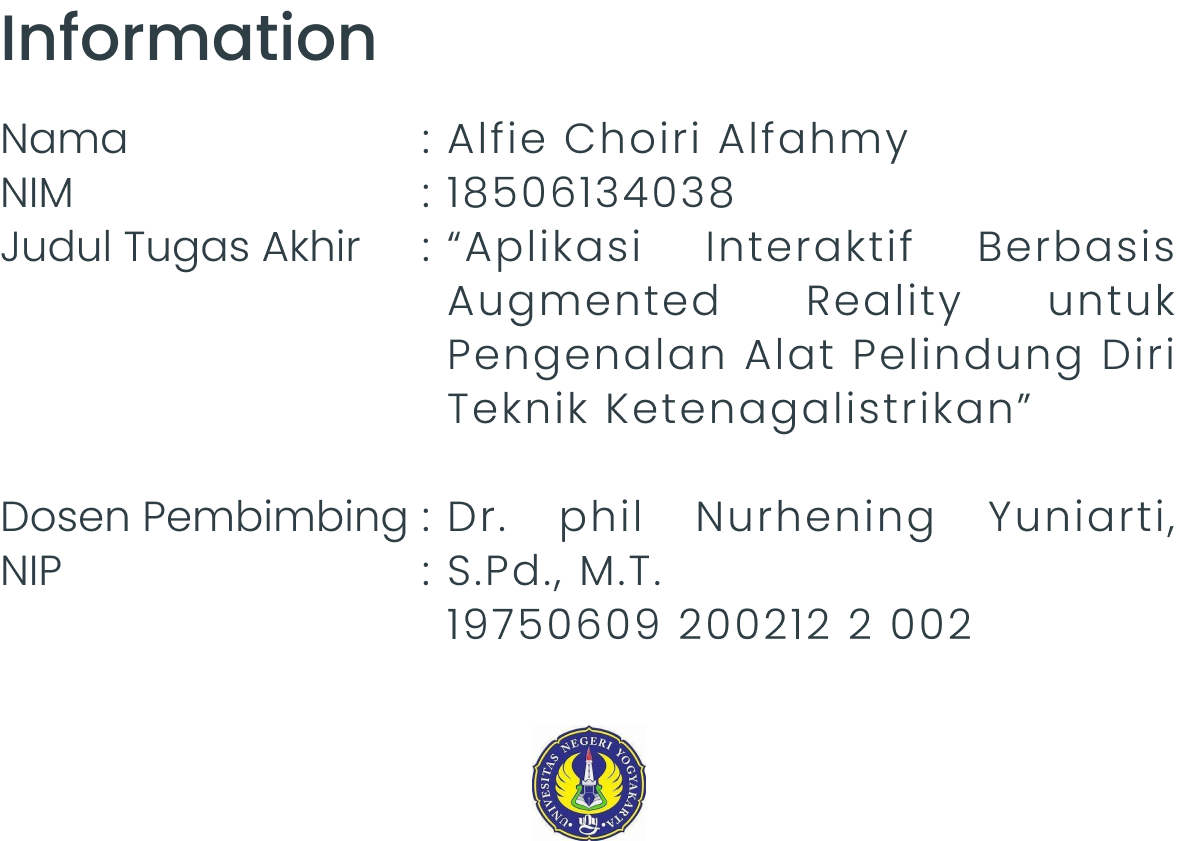 Information
Nama : Alfie Choiri Alfahmy
NIM : 18506134038
Judul Tugas Akhir : “Aplikasi Interaktif Berbasis
Augmented Reality untuk
Pengenalan Alat Pelindung Diri
Teknik Ketenagalistrikan”
Dosen Pembimbing : Dr. phil Nurhening Yuniarti,
NIP : S.Pd., M.T.
19750609 200212 2 002
UNIVESITAS NEGERI YOGYAKARTA